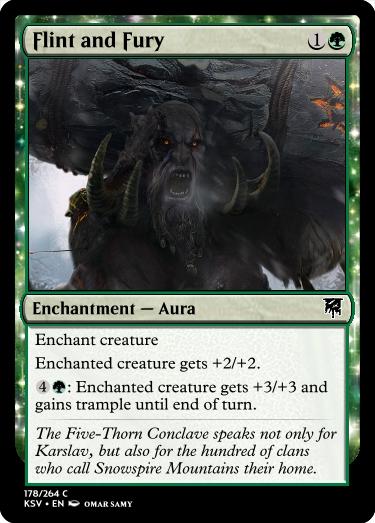 Flint and Fury 1
Enchantment — Aura
Enchant creature
Enchanted creature gets +2/+2.
4: Enchanted creature gets +3/+3 and
gains trample until end of turn.
The Five-Thorn Conclave speaks not only for
Karslav, but also for the hundred of clans
who call Snowspire Mountains their home.
178/264 C
KSV • EN OMAR SAMY